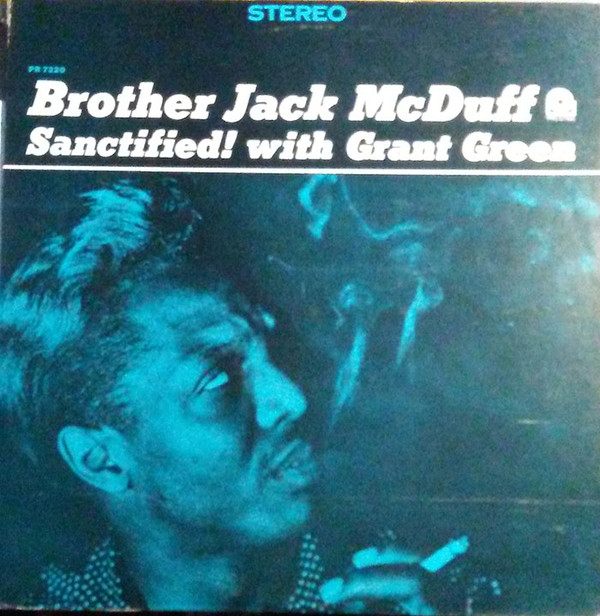 STEREO
PR 7220
Brother Jack McDuff
Sanctified! with Grant Green